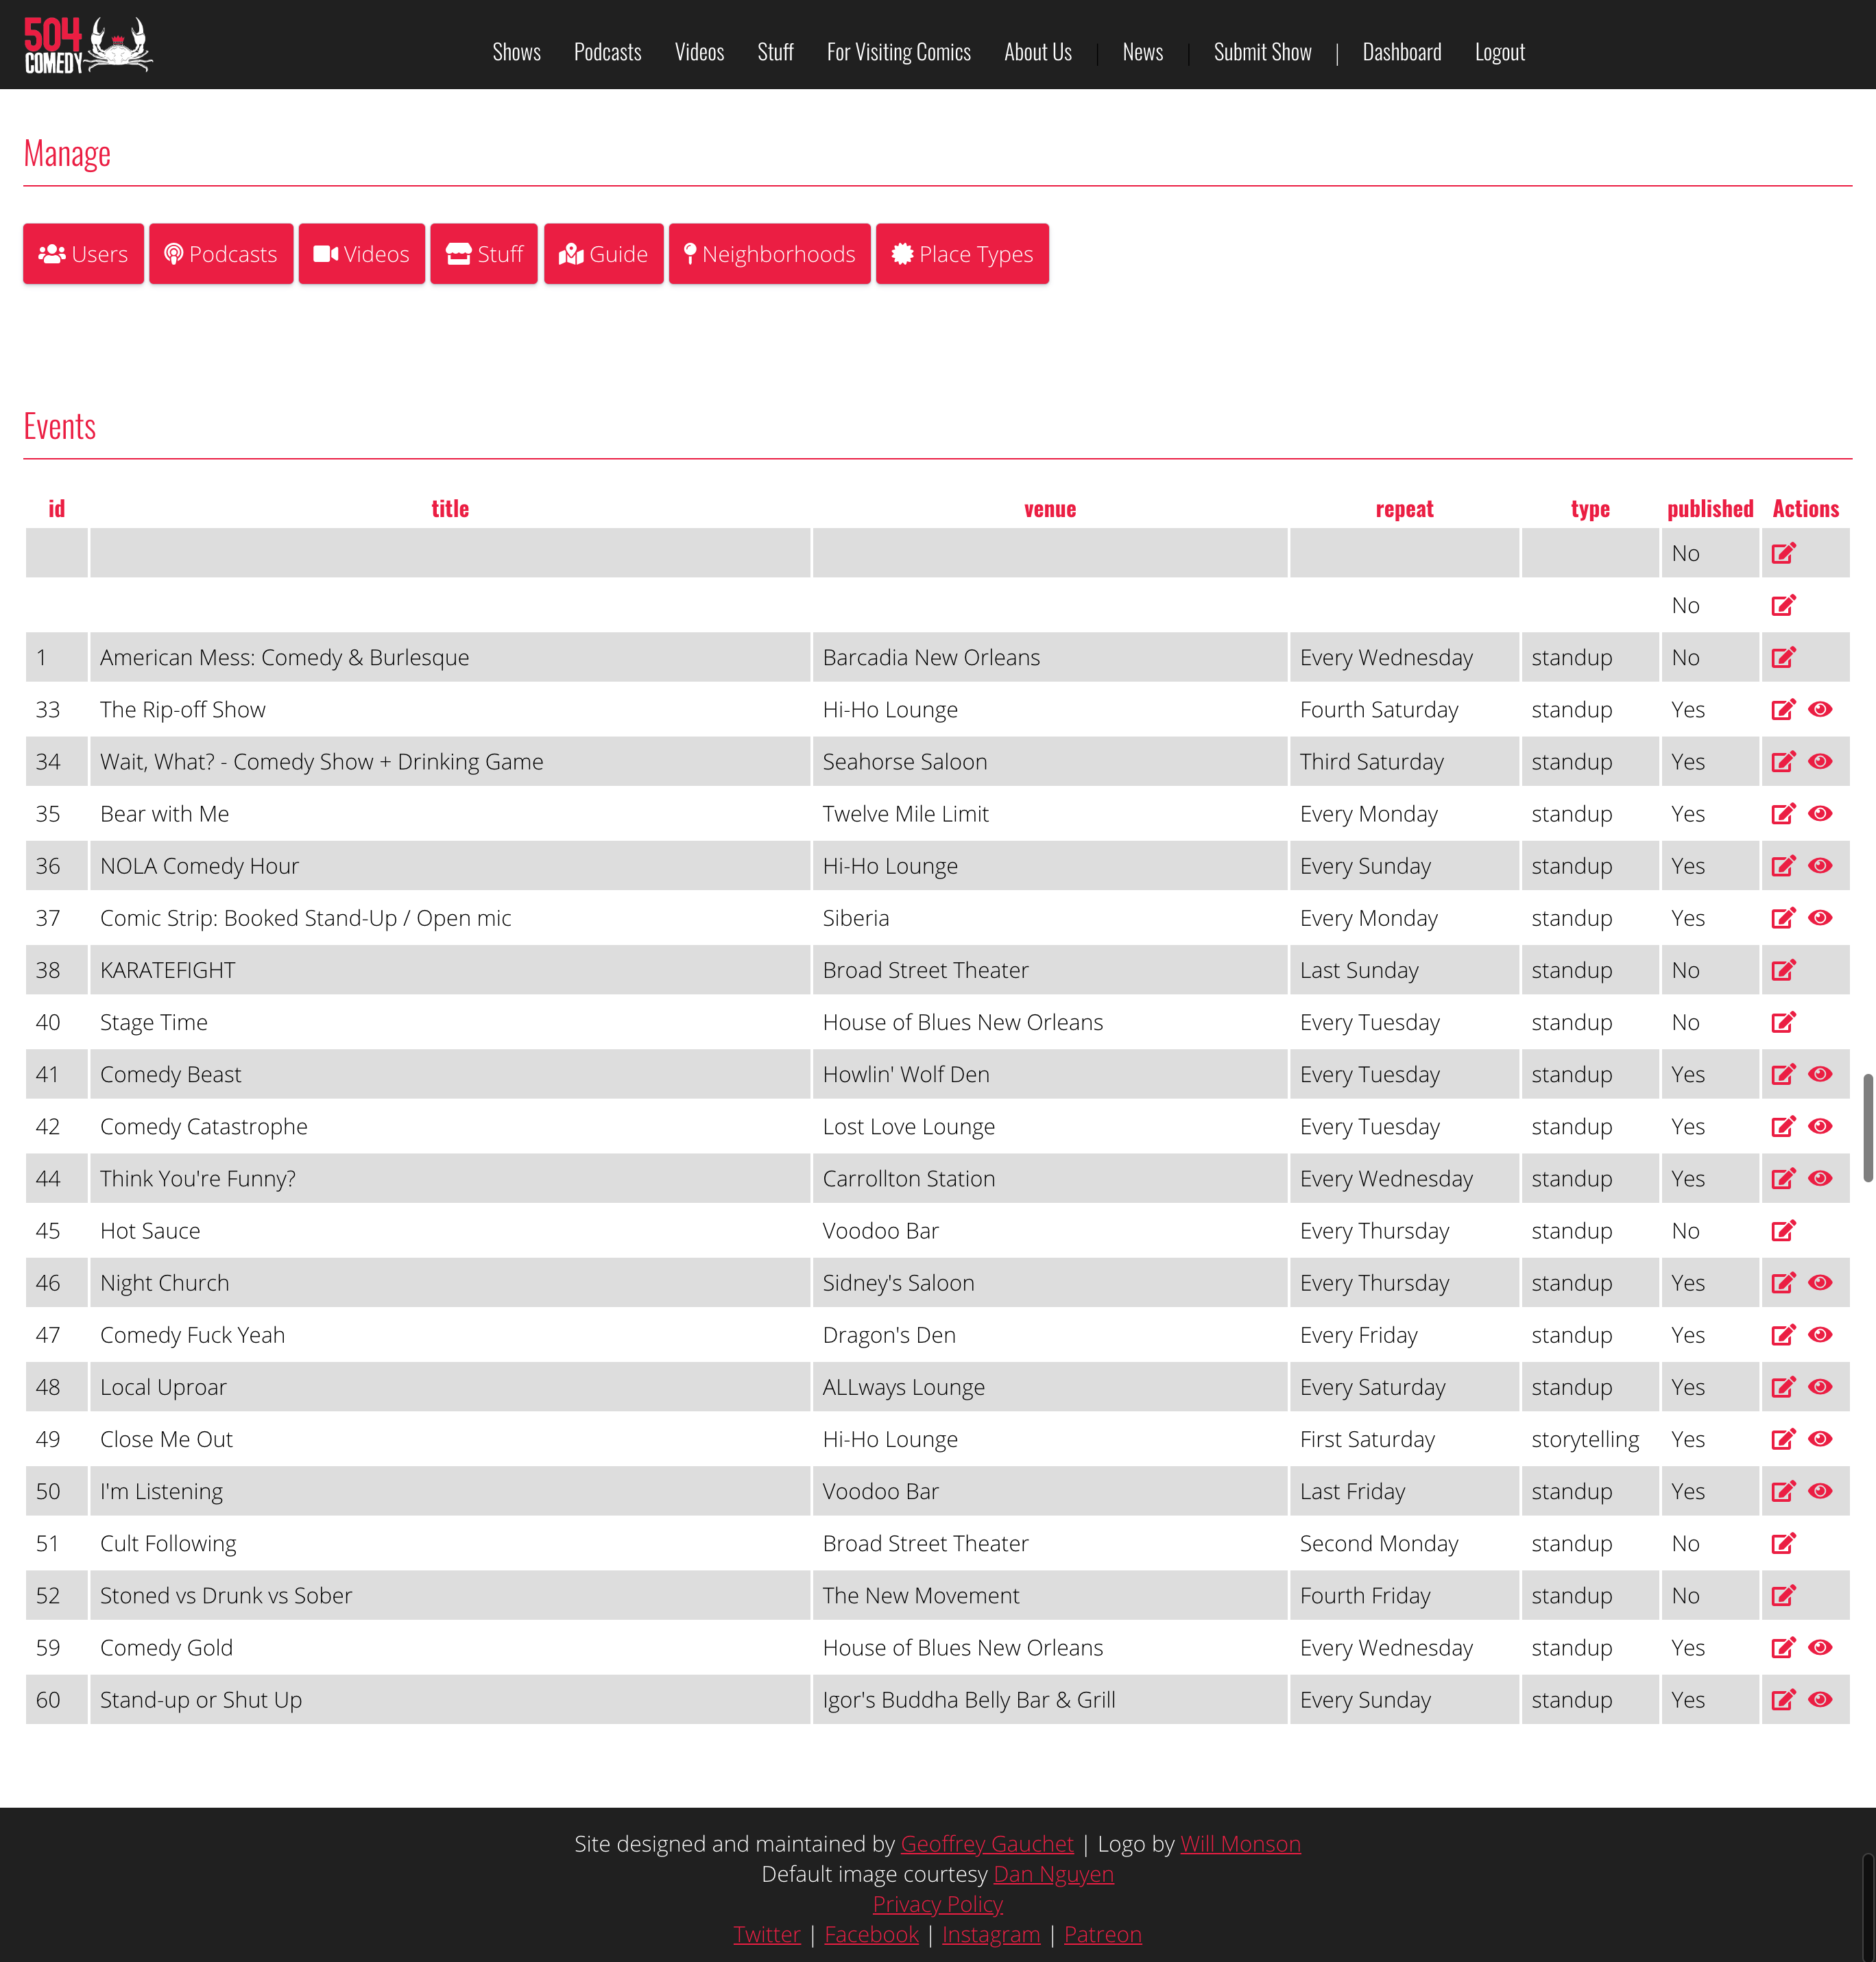 504
COMEDY
Shows Podcasts Videos Stuff For Visiting Comics About Us | News | Submit Show | Dashboard Logout
Manage
Users Podcasts Videos Stuff Guide Neighborhoods Place Types
Events
id title venue repeat type published Actions
No
No
1 American Mess: Comedy & Burlesque Barcadia New Orleans Every Wednesday standup No
33 The Rip-off Show Hi-Ho Lounge Fourth Saturday standup Yes
34 Wait, What? - Comedy Show + Drinking Game Seahorse Saloon Third Saturday standup Yes
35 Bear with Me Twelve Mile Limit Every Monday standup Yes
36 NOLA Comedy Hour Hi-Ho Lounge Every Sunday standup Yes
37 Comic Strip: Booked Stand-Up / Open mic Siberia Every Monday standup Yes
38 KARATEFIGHT Broad Street Theater Last Sunday standup No
40 Stage Time House of Blues New Orleans Every Tuesday standup No
41 Comedy Beast Howlin' Wolf Den Every Tuesday standup Yes
42 Comedy Catastrophe Lost Love Lounge Every Tuesday standup Yes
44 Think You're Funny? Carrollton Station Every Wednesday standup Yes
45 Hot Sauce Voodoo Bar Every Thursday standup No
46 Night Church Sidney's Saloon Every Thursday standup Yes
47 Comedy Fuck Yeah Dragon's Den Every Friday standup Yes
48 Local Uproar ALLways Lounge Every Saturday standup Yes
49 Close Me Out Hi-Ho Lounge First Saturday storytelling Yes
50 I'm Listening Voodoo Bar Last Friday standup Yes
51 Cult Following Broad Street Theater Second Monday standup No
52 Stoned vs Drunk vs Sober The New Movement Fourth Friday standup No
59 Comedy Gold House of Blues New Orleans Every Wednesday standup Yes
60 Stand-up or Shut Up Igor's Buddha Belly Bar & Grill Every Sunday standup Yes
Site designed and maintained by Geoffrey Gauchet | Logo by Will Monson
Default image courtesy Dan Nguyen
Privacy Policy
Twitter | Facebook | Instagram | Patreon